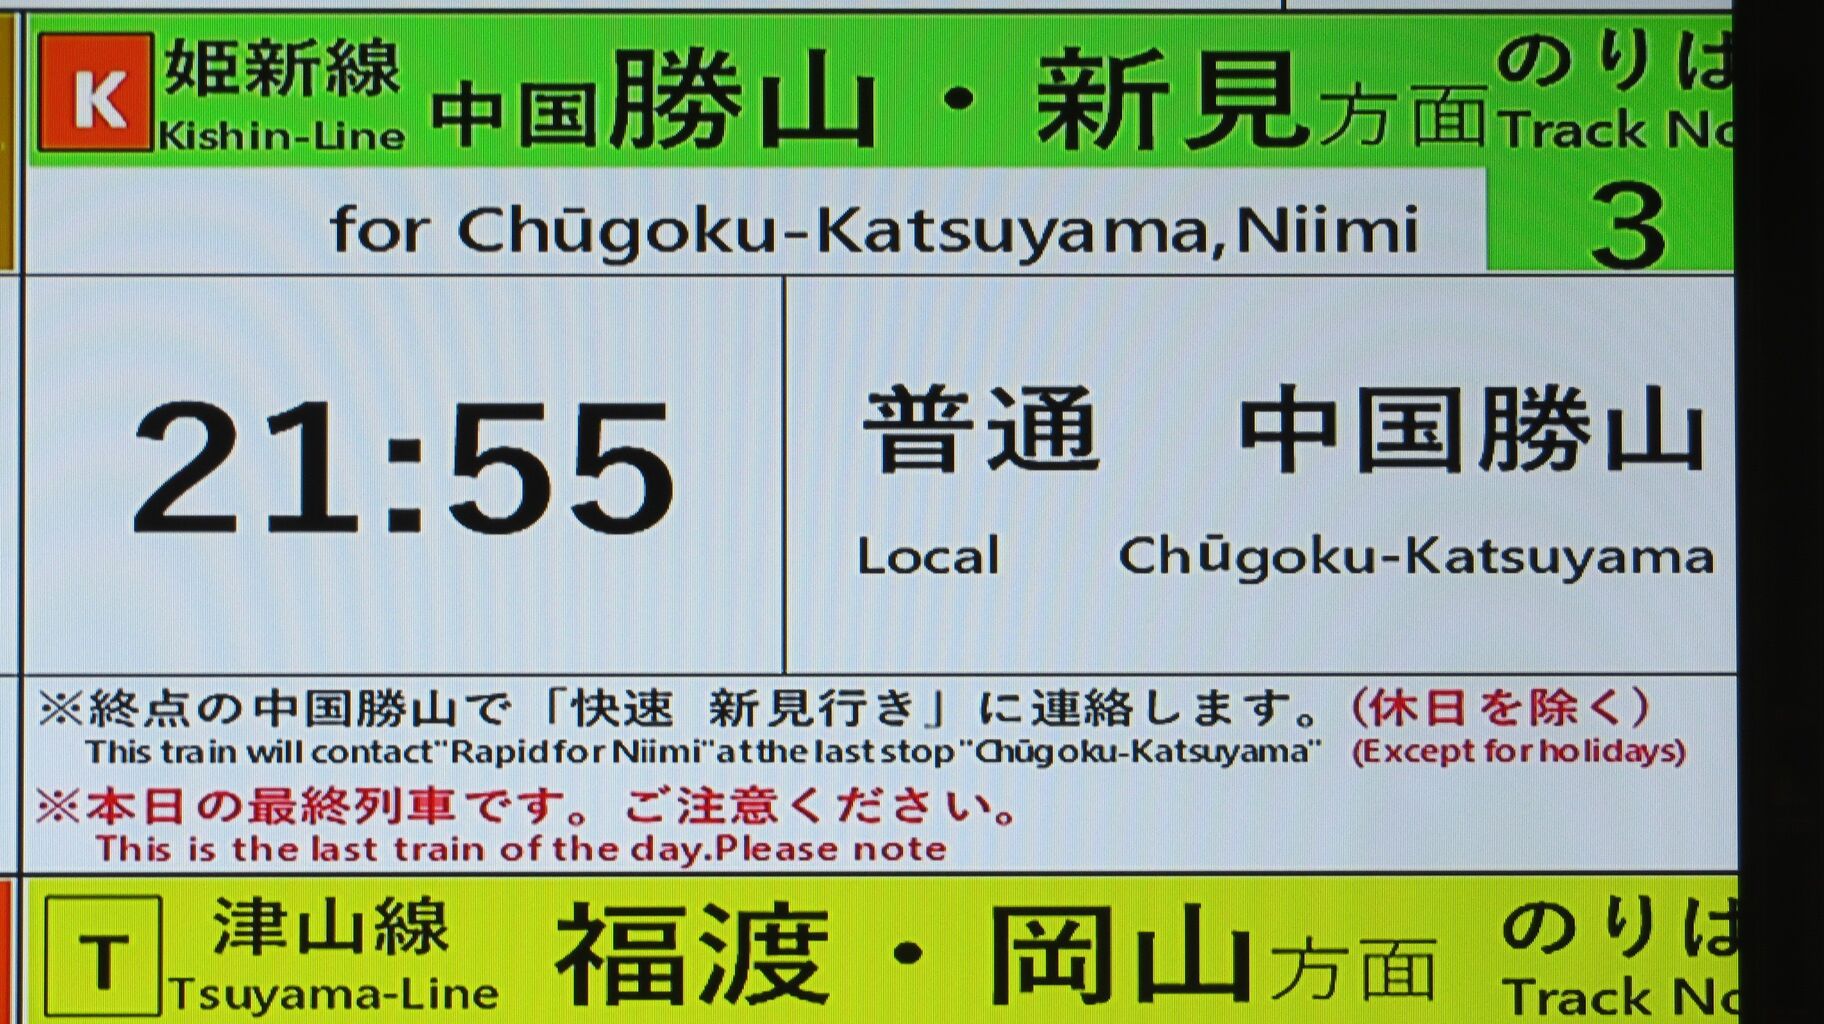 K 姫新線 中国勝山・新見方面 のりば
Kishin-Line Track No
for Chūgoku-Katsuyama,Niimi 3
21:55 普通 中国勝山
Local Chūgoku-Katsuyama
※終点の中国勝山で「快速 新見行き」に連絡します。(休日を除く)
This train will contact"Rapid for Niimi"at the last stop "Chūgoku-Katsuyama" (Except for holidays)
※本日の最終列車です。ご注意ください。
This is the last train of the day.Please note
T 津山線 福渡・岡山方面 のりば
Tsuyama-Line Track No